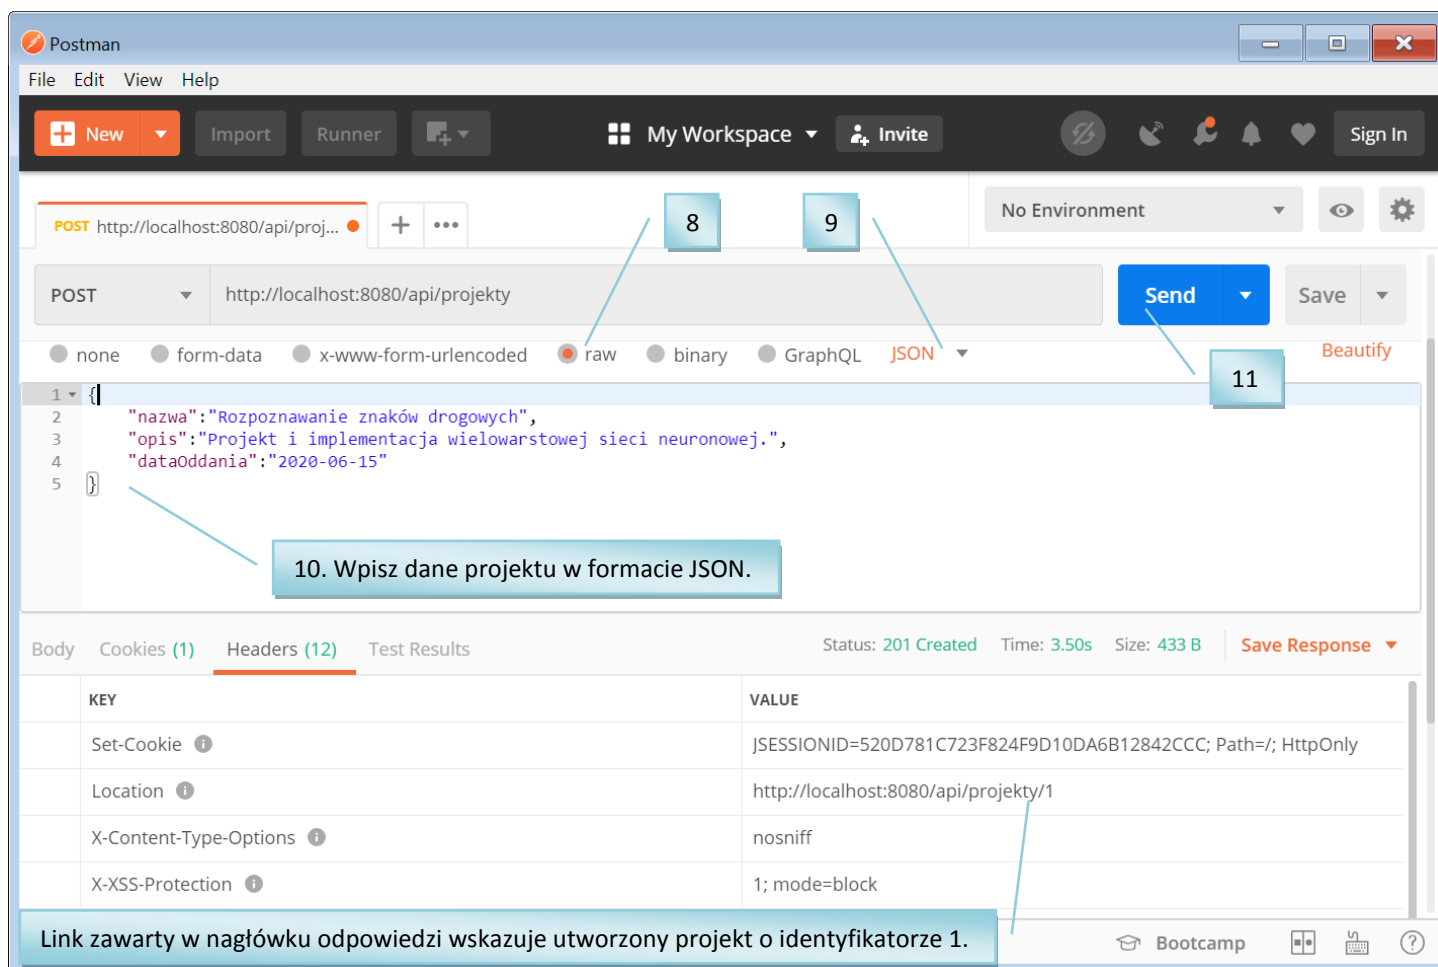 Postman
File Edit View Help
New Import Runner My Workspace Invite Sign In
POST http://localhost:8080/api/proj... 8 9 No Environment
POST http://localhost:8080/api/projekty Send Save
none form-data x-www-form-urlencoded raw binary GraphQL JSON Beautify
11
1 {
2 "nazwa":"Rozpoznawanie znaków drogowych",
3 "opis":"Projekt i implementacja wielowarstowej sieci neuronowej.",
4 "dataOddania":"2020-06-15"
5 }
10. Wpisz dane projektu w formacie JSON.
Body Cookies (1) Headers (12) Test Results Status: 201 Created Time: 3.50s Size: 433 B Save Response
KEY VALUE
Set-Cookie JSESSIONID=520D781C723F824F9D10DA6B12842CCC; Path=/; HttpOnly
Location http://localhost:8080/api/projekty/1
X-Content-Type-Options nosniff
X-XSS-Protection 1; mode=block
Link zawarty w nagłówku odpowiedzi wskazuje utworzony projekt o identyfikatorze 1.
Bootcamp